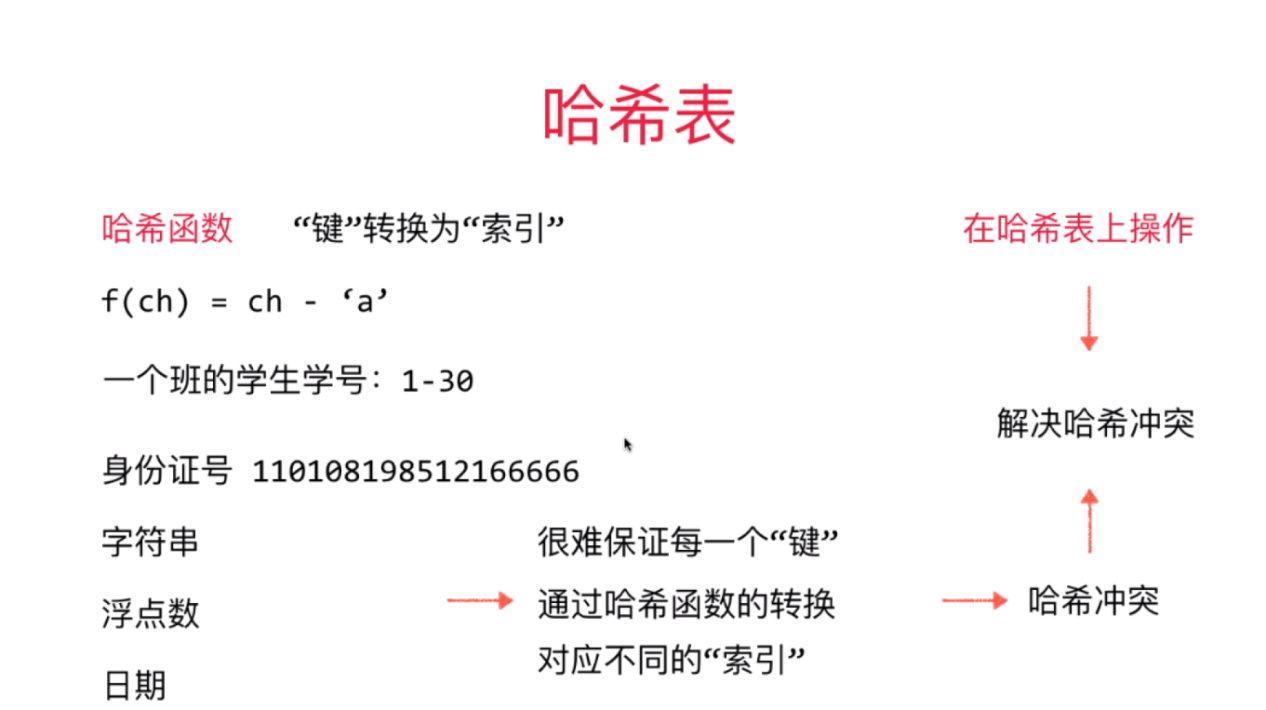 哈希表
哈希函数 “键”转换为“索引”
f(ch) = ch - ‘a’
一个班的学生学号：1-30
身份证号 110108198512166666
字符串
浮点数
日期
很难保证每一个“键”
通过哈希函数的转换
对应不同的“索引”
哈希冲突
解决哈希冲突
在哈希表上操作